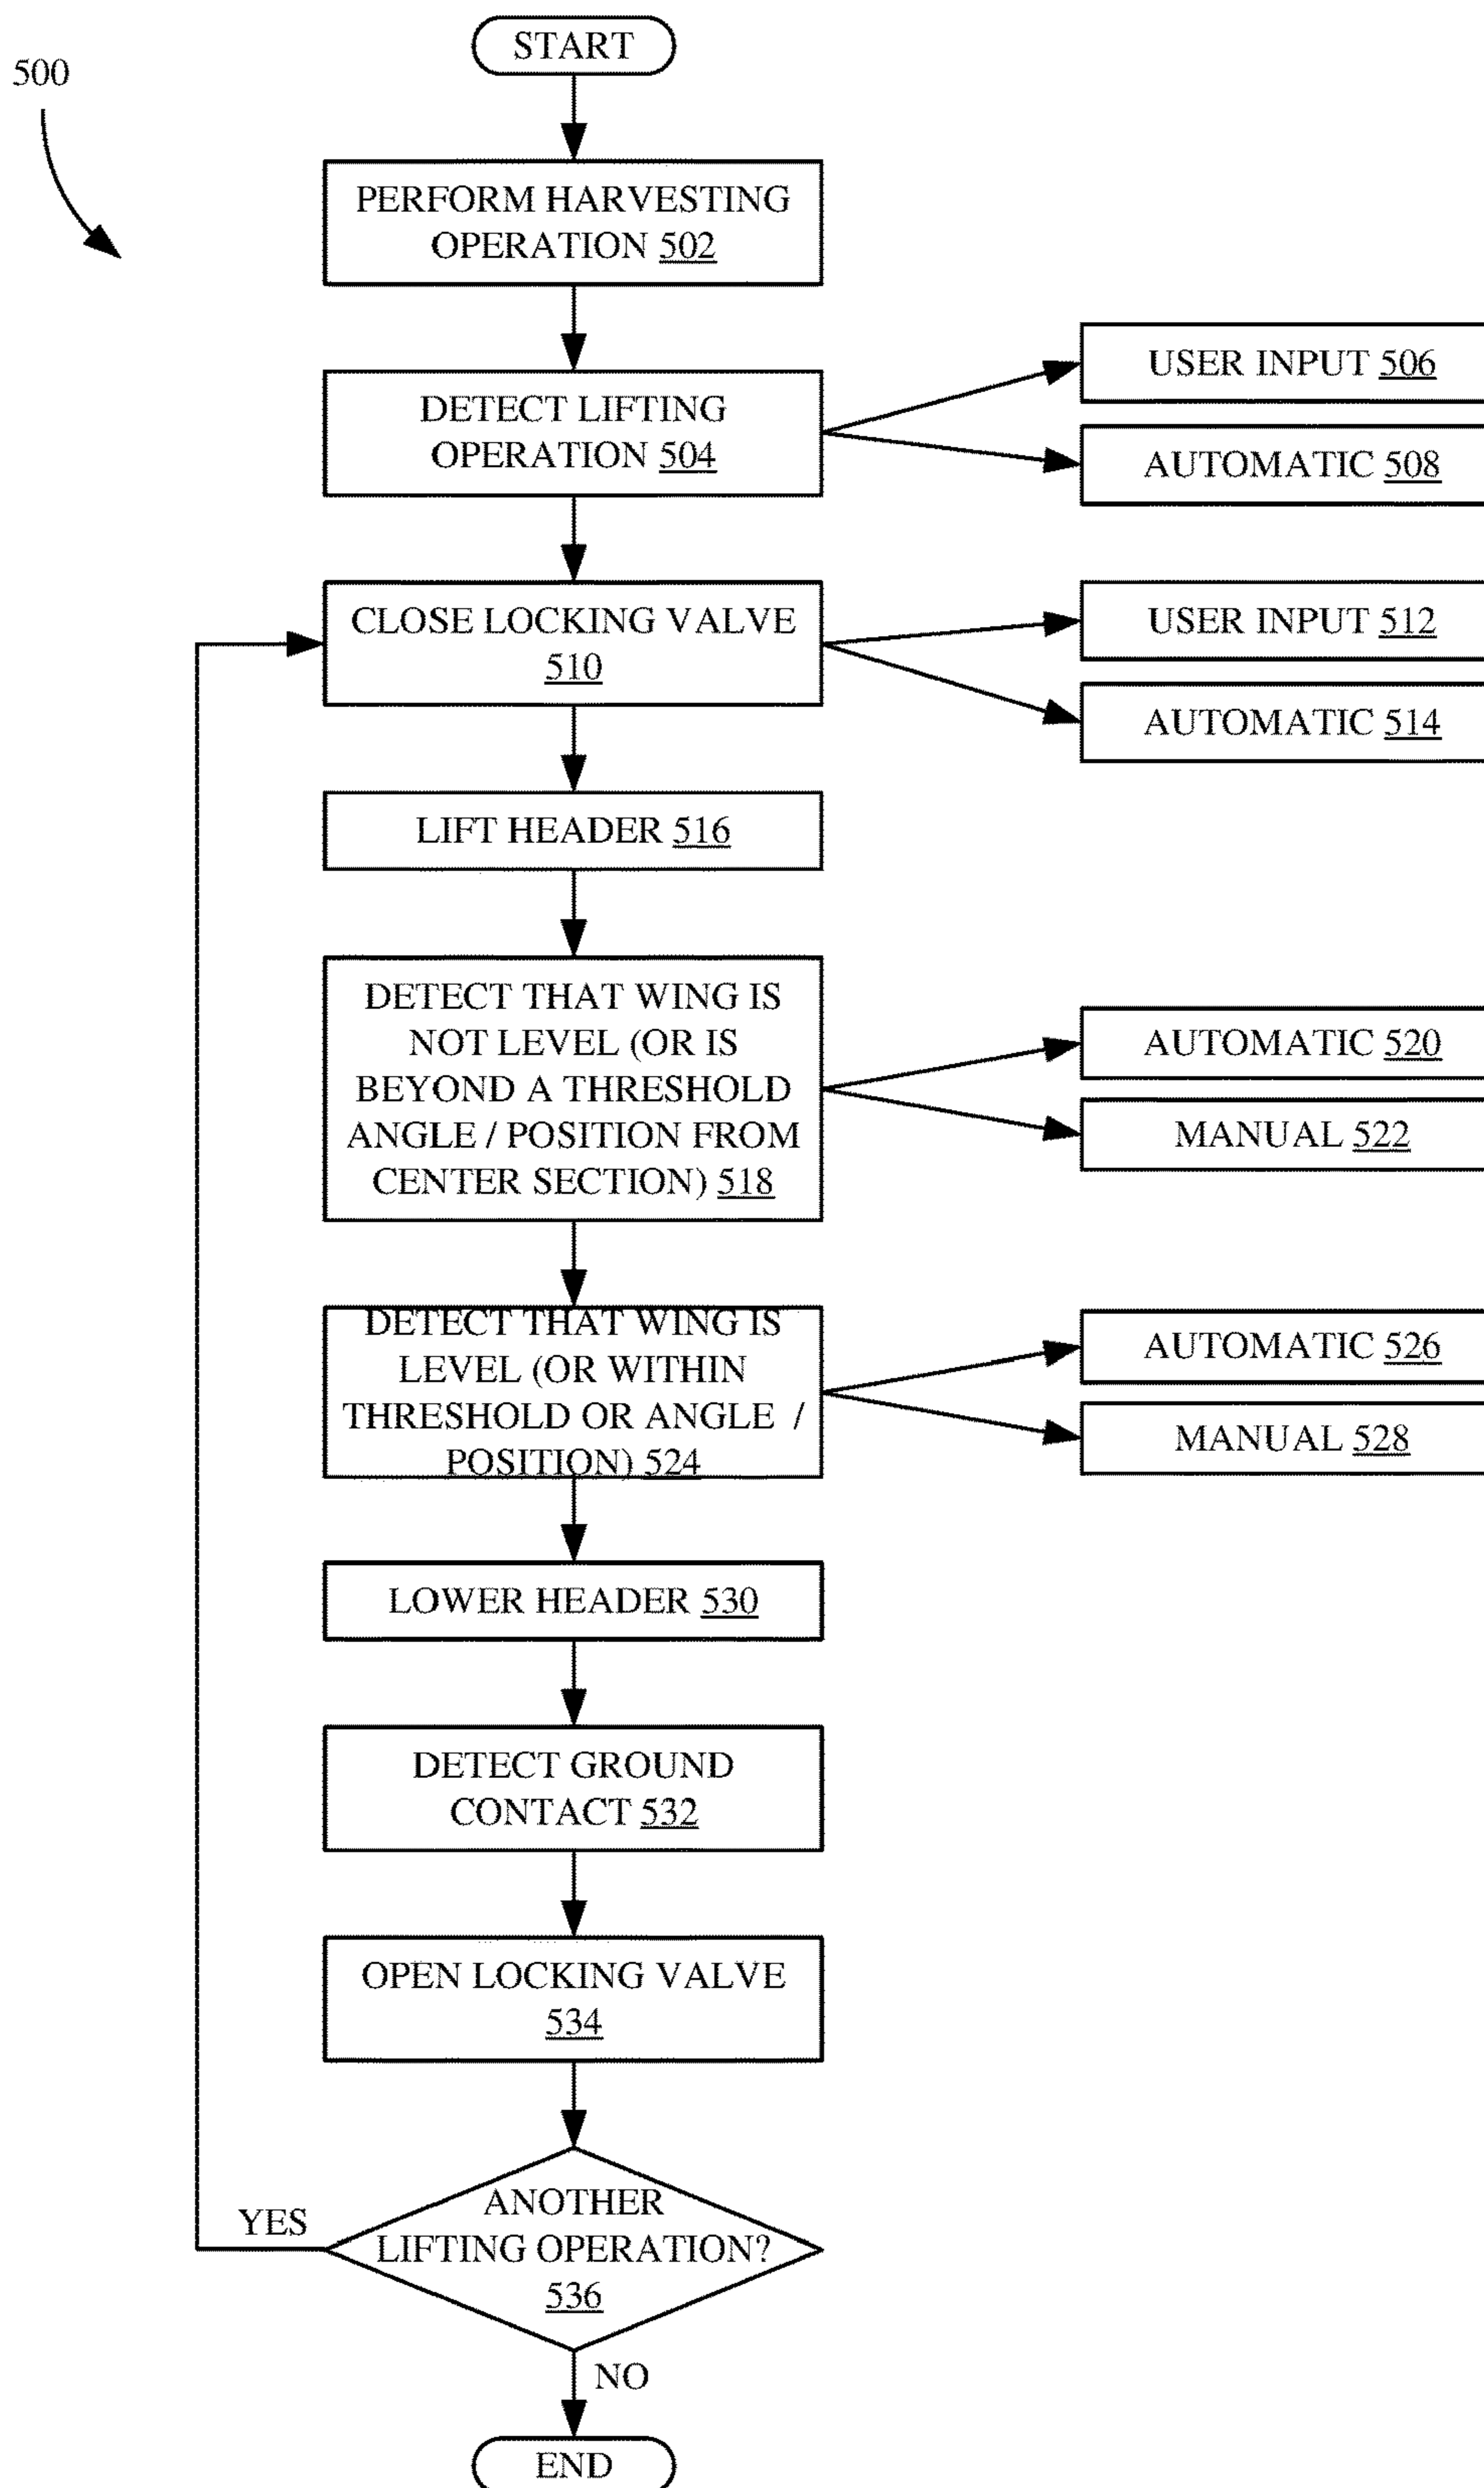 START
500
PERFORM HARVESTING
OPERATION 502
DETECT LIFTING
OPERATION 504
USER INPUT 506
AUTOMATIC 508
CLOSE LOCKING VALVE
510
USER INPUT 512
AUTOMATIC 514
LIFT HEADER 516
DETECT THAT WING IS
NOT LEVEL (OR IS
BEYOND A THRESHOLD
ANGLE / POSITION FROM
CENTER SECTION) 518
AUTOMATIC 520
MANUAL 522
DETECT THAT WING IS
LEVEL (OR WITHIN
THRESHOLD OR ANGLE /
POSITION) 524
AUTOMATIC 526
MANUAL 528
LOWER HEADER 530
DETECT GROUND
CONTACT 532
OPEN LOCKING VALVE
534
ANOTHER
LIFTING OPERATION?
536
YES
NO
END